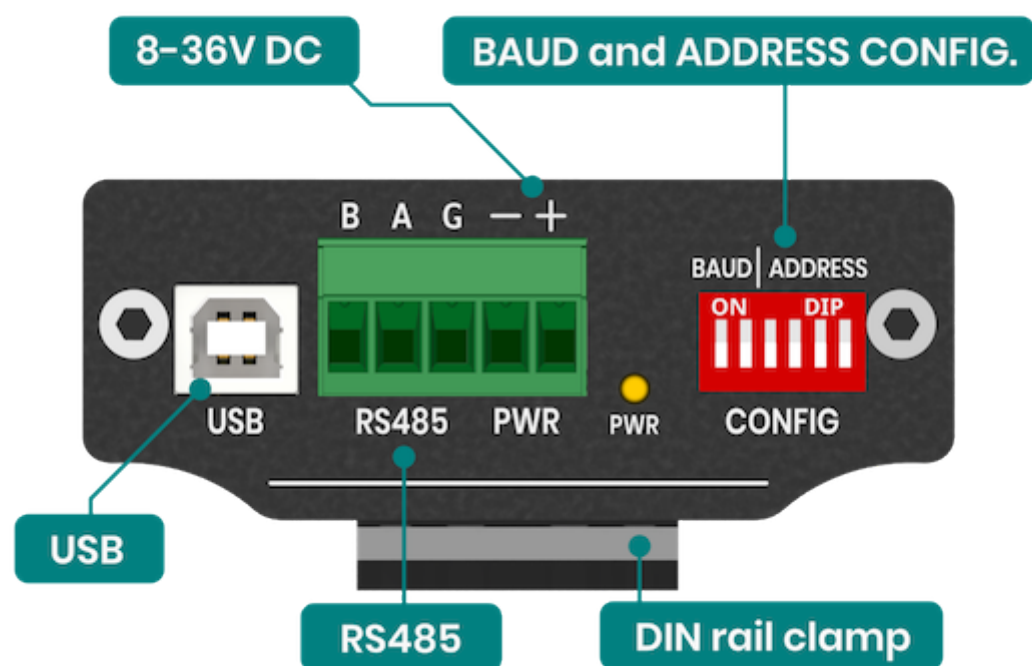 8-36V DC
BAUD and ADDRESS CONFIG.
B A G − +
BAUD | ADDRESS
ON DIP
USB
RS485 PWR
PWR
CONFIG
USB
RS485
DIN rail clamp